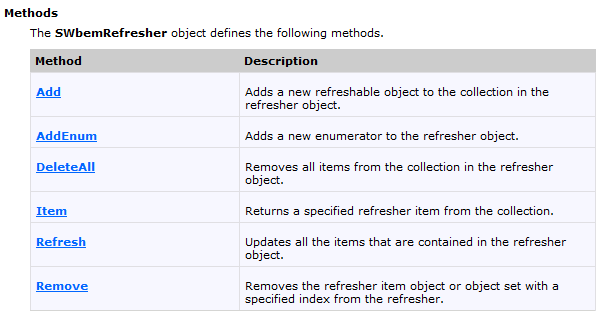 Methods
The SWbemRefresher object defines the following methods.
Method Description
Add Adds a new refreshable object to the collection in the
refresher object.
AddEnum Adds a new enumerator to the refresher object.
DeleteAll Removes all items from the collection in the refresher
object.
Item Returns a specified refresher item from the collection.
Refresh Updates all the items that are contained in the refresher
object.
Remove Removes the refresher item object or object set with a
specified index from the refresher.